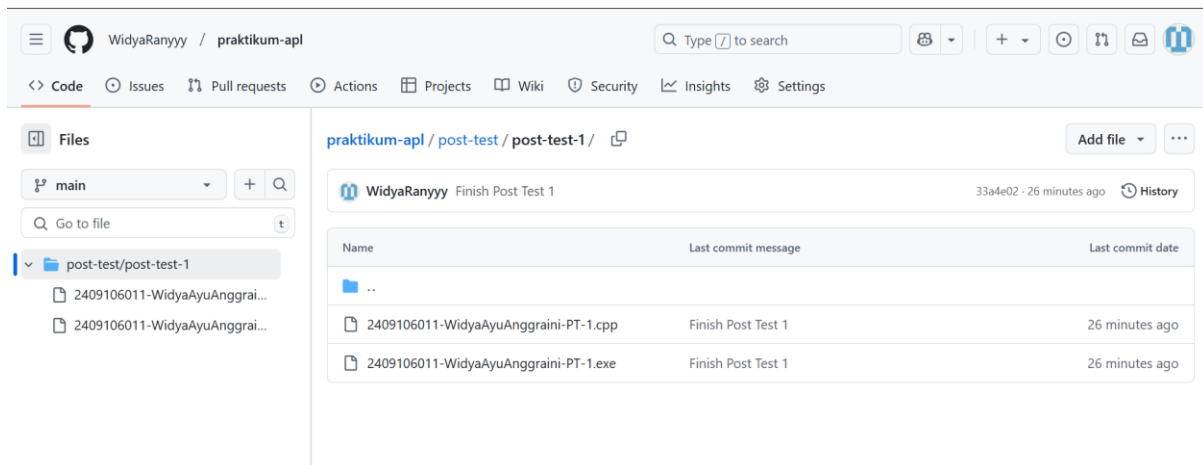 WidyaRanyyy / praktikum-apl
Type / to search
Code Issues Pull requests Actions Projects Wiki Security Insights Settings
Files
main
Go to file t
post-test/post-test-1
2409106011-WidyaAyuAnggrai...
2409106011-WidyaAyuAnggrai...
praktikum-apl / post-test / post-test-1 /
Add file
WidyaRanyyy Finish Post Test 1 33a4e02 · 26 minutes ago History
Name Last commit message Last commit date
..
2409106011-WidyaAyuAnggraini-PT-1.cpp Finish Post Test 1 26 minutes ago
2409106011-WidyaAyuAnggraini-PT-1.exe Finish Post Test 1 26 minutes ago